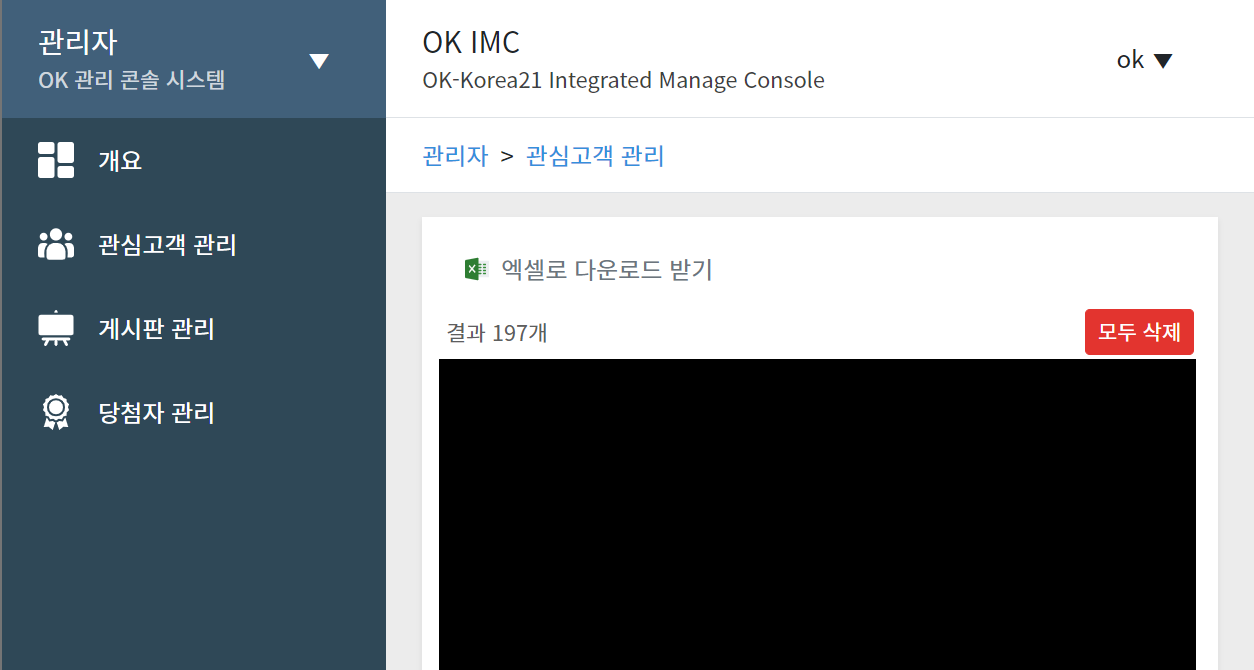 관리자
OK 관리 콘솔 시스템
개요
관심고객 관리
게시판 관리
당첨자 관리
OK IMC
OK-Korea21 Integrated Manage Console
ok ▼
관리자 > 관심고객 관리
엑셀로 다운로드 받기
결과 197개
모두 삭제